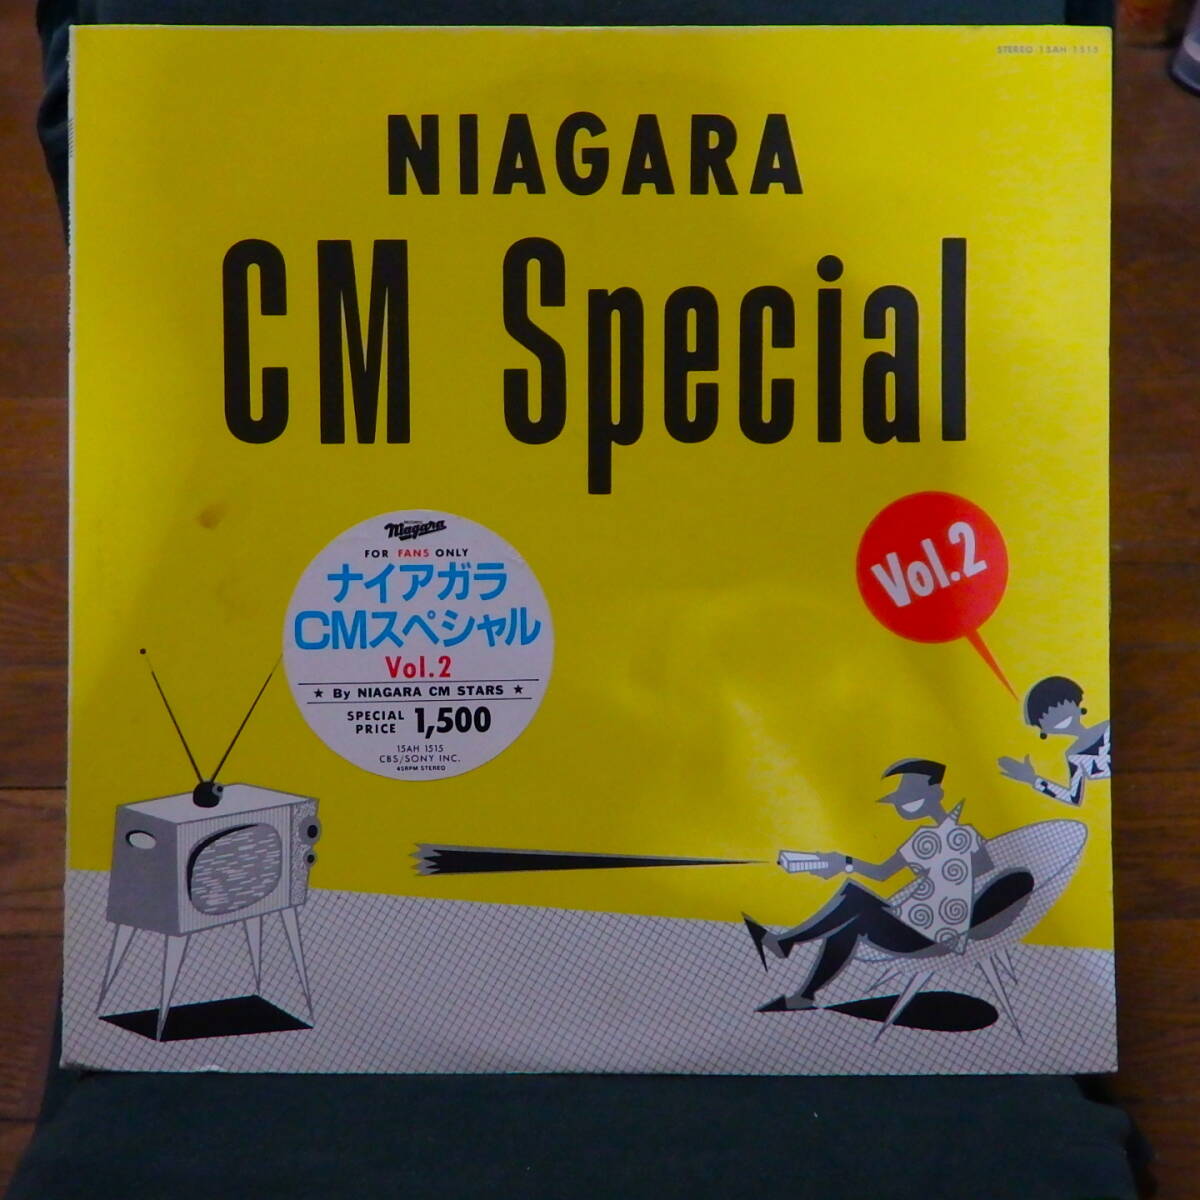 STEREO 15AH 1515
NIAGARA
CM Special
Vol.2
Niagara
FOR FANS ONLY
ナイアガラ
CMスペシャル
Vol.2
★ By NIAGARA CM STARS ★
SPECIAL PRICE 1,500
15AH 1515
CBS/SONY INC.
45RPM STEREO